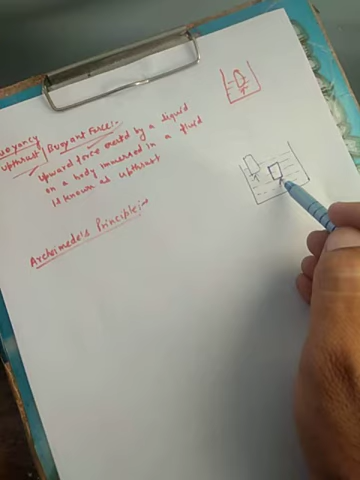 Buoyancy
Upthrust Buoyant Force:-
Upward force exerted by a liquid
on a body immersed in a fluid
is known as upthrust
Archimede's Principle:-